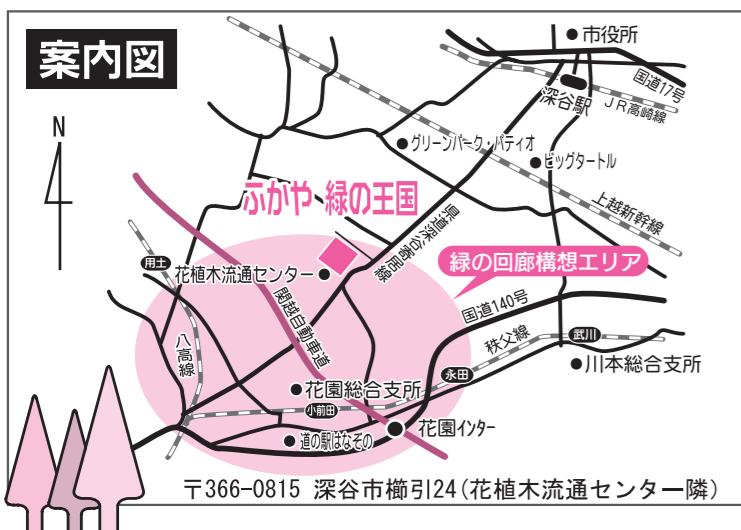 案内図
N
市役所
国道17号
深谷駅
JR高崎線
グリーンパーク・パティオ
ビッグタートル
ふかや 緑の王国
県道深谷寄居線
上越新幹線
緑の回廊構想エリア
用土
花植木流通センター
国道140号
関越自動車道
八高線
秩父線
武川
川本総合支所
永田
花園総合支所
小前田
道の駅はなぞの
花園インター
〒366-0815 深谷市櫛引24(花植木流通センター隣)